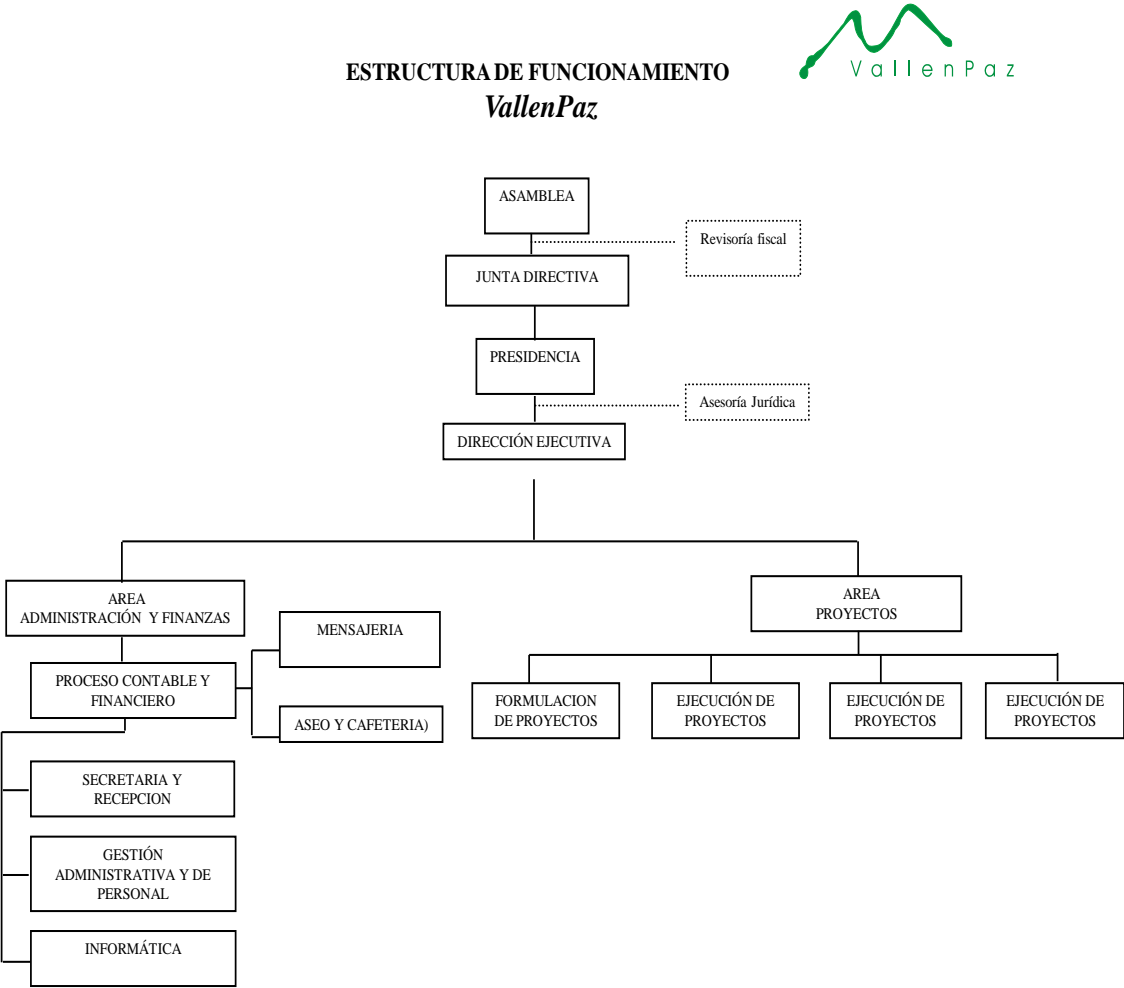 VallenPaz
ESTRUCTURA DE FUNCIONAMIENTO
VallenPaz
ASAMBLEA
Revisoría fiscal
JUNTA DIRECTIVA
PRESIDENCIA
Asesoría Jurídica
DIRECCIÓN EJECUTIVA
AREA
ADMINISTRACIÓN Y FINANZAS
AREA
PROYECTOS
MENSAJERIA
PROCESO CONTABLE Y
FINANCIERO
ASEO Y CAFETERIA)
FORMULACION
DE PROYECTOS
EJECUCIÓN DE
PROYECTOS
EJECUCIÓN DE
PROYECTOS
EJECUCIÓN DE
PROYECTOS
SECRETARIA Y
RECEPCION
GESTIÓN
ADMINISTRATIVA Y DE
PERSONAL
INFORMÁTICA